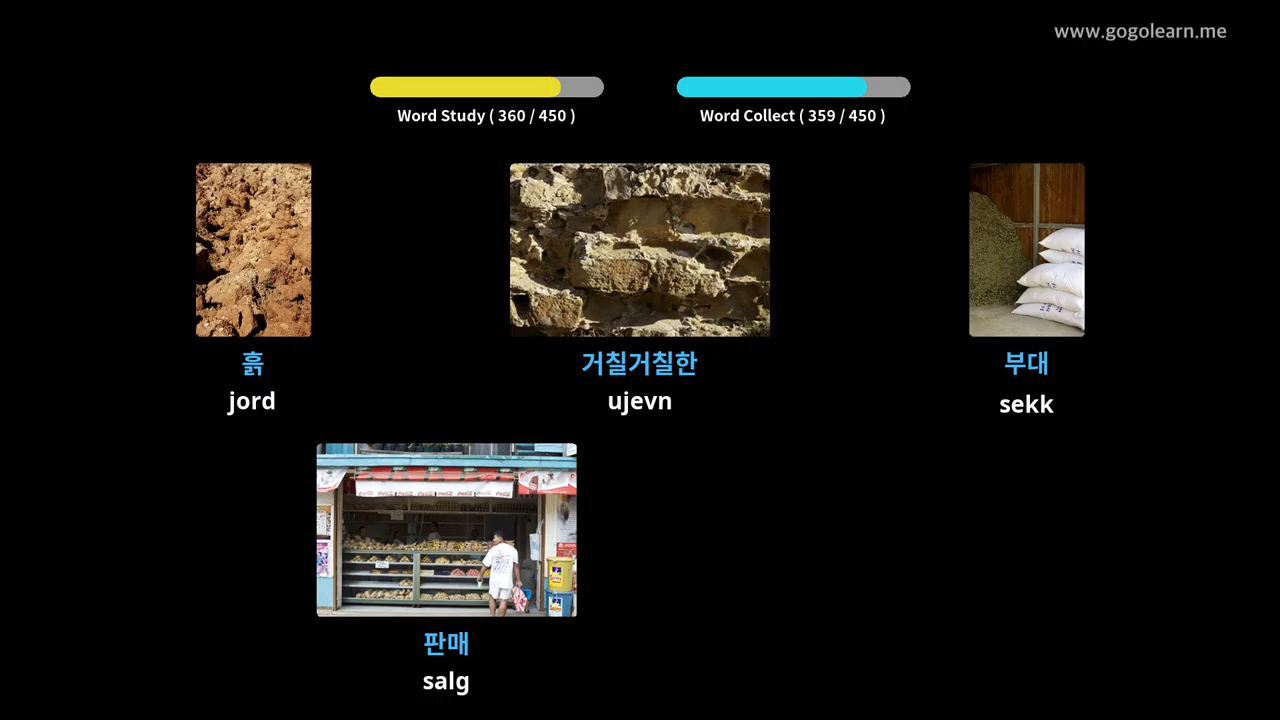 www.gogolearn.me
Word Study ( 360 / 450 )
Word Collect ( 359 / 450 )
흙
jord
거칠거칠한
ujevn
부대
sekk
판매
salg